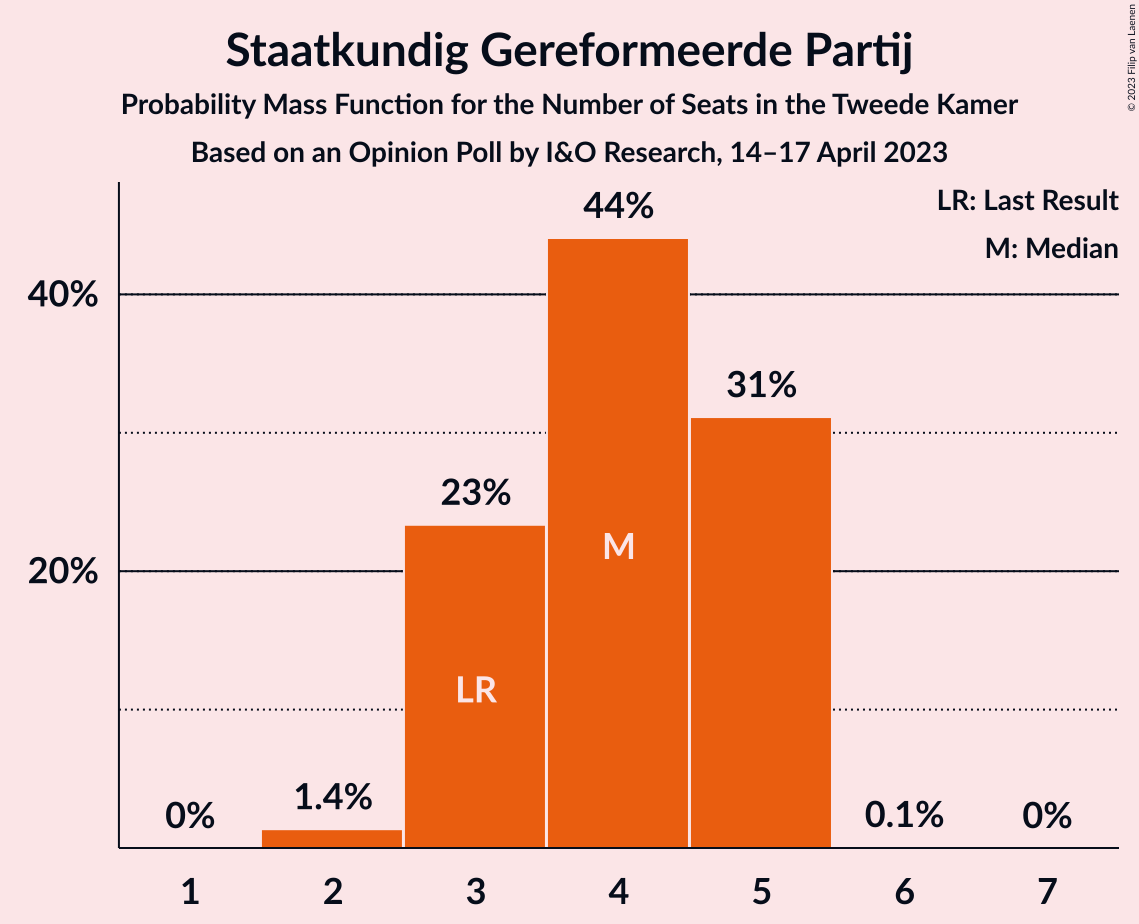 Staatkundig Gereformeerde Partij
Probability Mass Function for the Number of Seats in the Tweede Kamer
Based on an Opinion Poll by I&O Research, 14–17 April 2023
© 2023 Filip van Laenen
LR: Last Result
M: Median
44%
40%
31%
23%
M
20%
LR
1.4%
0%
0.1%
0%
1 2 3 4 5 6 7